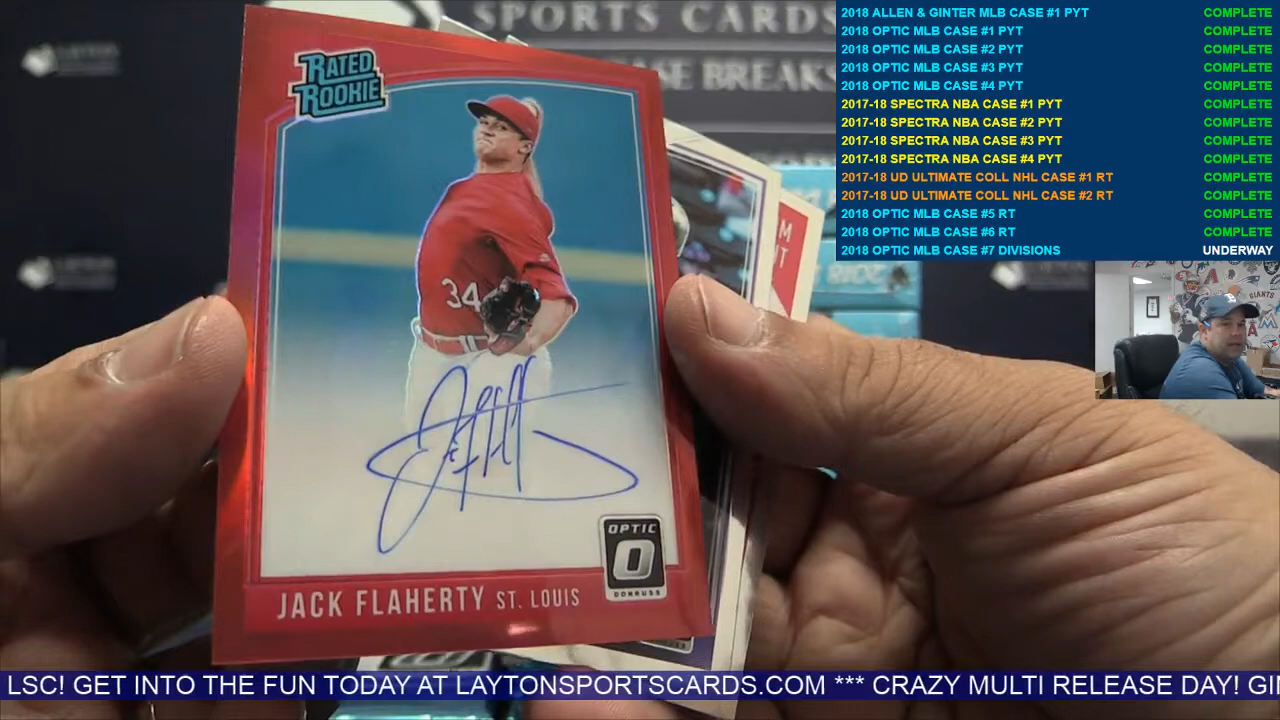 SPORTS CARDS
CASE BREAKS
LAYTON
LAYTON
RATED
ROOKIE
34
JACK FLAHERTY ST. LOUIS
OPTIC
O
DONRUSS
2018 ALLEN & GINTER MLB CASE #1 PYT COMPLETE
2018 OPTIC MLB CASE #1 PYT COMPLETE
2018 OPTIC MLB CASE #2 PYT COMPLETE
2018 OPTIC MLB CASE #3 PYT COMPLETE
2018 OPTIC MLB CASE #4 PYT COMPLETE
2017-18 SPECTRA NBA CASE #1 PYT COMPLETE
2017-18 SPECTRA NBA CASE #2 PYT COMPLETE
2017-18 SPECTRA NBA CASE #3 PYT COMPLETE
2017-18 SPECTRA NBA CASE #4 PYT COMPLETE
2017-18 UD ULTIMATE COLL NHL CASE #1 RT COMPLETE
2017-18 UD ULTIMATE COLL NHL CASE #2 RT COMPLETE
2018 OPTIC MLB CASE #5 RT COMPLETE
2018 OPTIC MLB CASE #6 RT COMPLETE
2018 OPTIC MLB CASE #7 DIVISIONS UNDERWAY
GIANTS
LSC! GET INTO THE FUN TODAY AT LAYTONSPORTSCARDS.COM *** CRAZY MULTI RELEASE DAY! GI